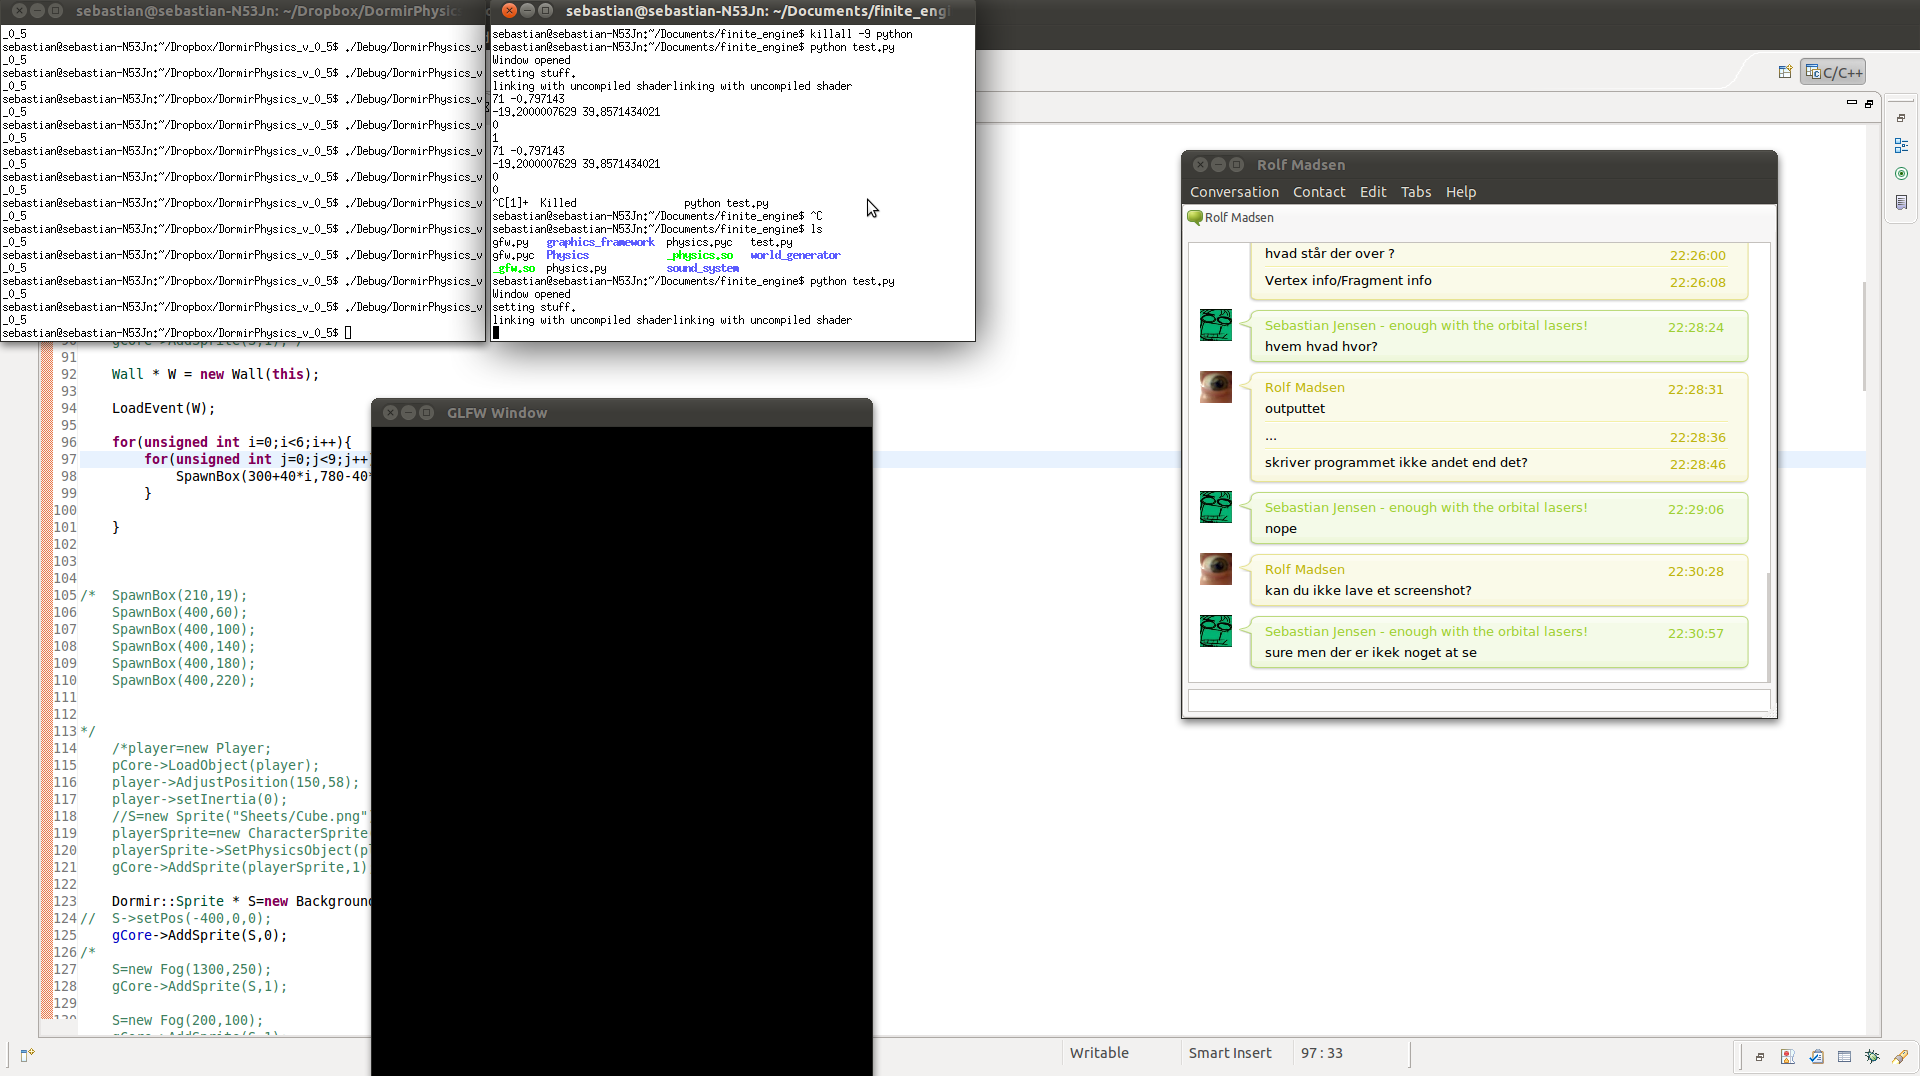 sebastian@sebastian-N53Jn: ~/Dropbox/DormirPhysics
_0_5
sebastian@sebastian-N53Jn:~/Dropbox/DormirPhysics_v_0_5$ ./Debug/DormirPhysics_v
_0_5
sebastian@sebastian-N53Jn:~/Dropbox/DormirPhysics_v_0_5$ ./Debug/DormirPhysics_v
_0_5
sebastian@sebastian-N53Jn:~/Dropbox/DormirPhysics_v_0_5$ ./Debug/DormirPhysics_v
_0_5
sebastian@sebastian-N53Jn:~/Dropbox/DormirPhysics_v_0_5$ ./Debug/DormirPhysics_v
_0_5
sebastian@sebastian-N53Jn:~/Dropbox/DormirPhysics_v_0_5$ ./Debug/DormirPhysics_v
_0_5
sebastian@sebastian-N53Jn:~/Dropbox/DormirPhysics_v_0_5$ ./Debug/DormirPhysics_v
_0_5
sebastian@sebastian-N53Jn:~/Dropbox/DormirPhysics_v_0_5$ ./Debug/DormirPhysics_v
_0_5
sebastian@sebastian-N53Jn:~/Dropbox/DormirPhysics_v_0_5$ ./Debug/DormirPhysics_v
_0_5
sebastian@sebastian-N53Jn:~/Dropbox/DormirPhysics_v_0_5$ ./Debug/DormirPhysics_v
_0_5
sebastian@sebastian-N53Jn:~/Dropbox/DormirPhysics_v_0_5$ ./Debug/DormirPhysics_v
_0_5
sebastian@sebastian-N53Jn:~/Dropbox/DormirPhysics_v_0_5$ ./Debug/DormirPhysics_v
_0_5
sebastian@sebastian-N53Jn:~/Dropbox/DormirPhysics_v_0_5$
sebastian@sebastian-N53Jn: ~/Documents/finite_engi
sebastian@sebastian-N53Jn:~/Documents/finite_engine$ killall -9 python
sebastian@sebastian-N53Jn:~/Documents/finite_engine$ python test.py
Window opened
setting stuff.
linking with uncompiled shaderlinking with uncompiled shader
71 -0.797143
-19.2000007629 39.8571434021
0
1
71 -0.797143
-19.2000007629 39.8571434021
0
0
^C[1]+  Killed                  python test.py
sebastian@sebastian-N53Jn:~/Documents/finite_engine$ ^C
sebastian@sebastian-N53Jn:~/Documents/finite_engine$ ls
gfw.py   graphics_framework  physics.pyc   test.py
gfw.pyc  Physics             _physics.so   world_generator
_gfw.so  physics.py          sound_system
sebastian@sebastian-N53Jn:~/Documents/finite_engine$ python test.py
Window opened
setting stuff.
linking with uncompiled shaderlinking with uncompiled shader
C/C++
91
92 Wall * W = new Wall(this);
93
94 LoadEvent(W);
95
96 for(unsigned int i=0;i<6;i++){
97 for(unsigned int j=0;j<9;j++
98 SpawnBox(300+40*i,780-40*
99 }
100
101 }
102
103
104
105 /* SpawnBox(210,19);
106 SpawnBox(400,60);
107 SpawnBox(400,100);
108 SpawnBox(400,140);
109 SpawnBox(400,180);
110 SpawnBox(400,220);
111
112
113 */
114 /*player=new Player;
115 pCore->LoadObject(player);
116 player->AdjustPosition(150,58);
117 player->setInertia(0);
118 //S=new Sprite("Sheets/Cube.png"
119 playerSprite=new CharacterSprite
120 playerSprite->SetPhysicsObject(pl
121 gCore->AddSprite(playerSprite,1)
122
123 Dormir::Sprite * S=new Background
124 // S->setPos(-400,0,0);
125 gCore->AddSprite(S,0);
126 /*
127 S=new Fog(1300,250);
128 gCore->AddSprite(S,1);
129
S=new Fog(200,100);
GLFW Window
Rolf Madsen
Conversation Contact Edit Tabs Help
Rolf Madsen
hvad står der over ? 22:26:00
Vertex info/Fragment info 22:26:08
Sebastian Jensen - enough with the orbital lasers! 22:28:24
hvem hvad hvor?
Rolf Madsen 22:28:31
outputtet
... 22:28:36
skriver programmet ikke andet end det? 22:28:46
Sebastian Jensen - enough with the orbital lasers! 22:29:06
nope
Rolf Madsen 22:30:28
kan du ikke lave et screenshot?
Sebastian Jensen - enough with the orbital lasers! 22:30:57
sure men der er ikek noget at se
Writable Smart Insert 97 : 33